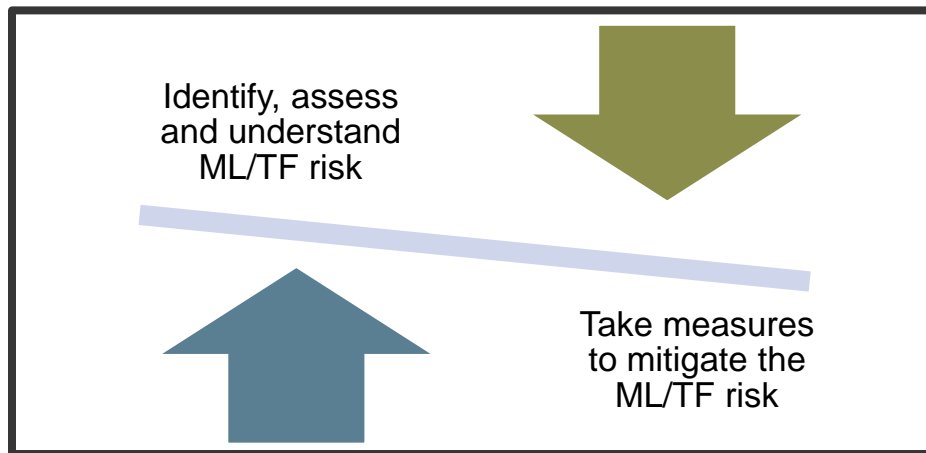 Identify, assess
and understand
ML/TF risk
Take measures
to mitigate the
ML/TF risk